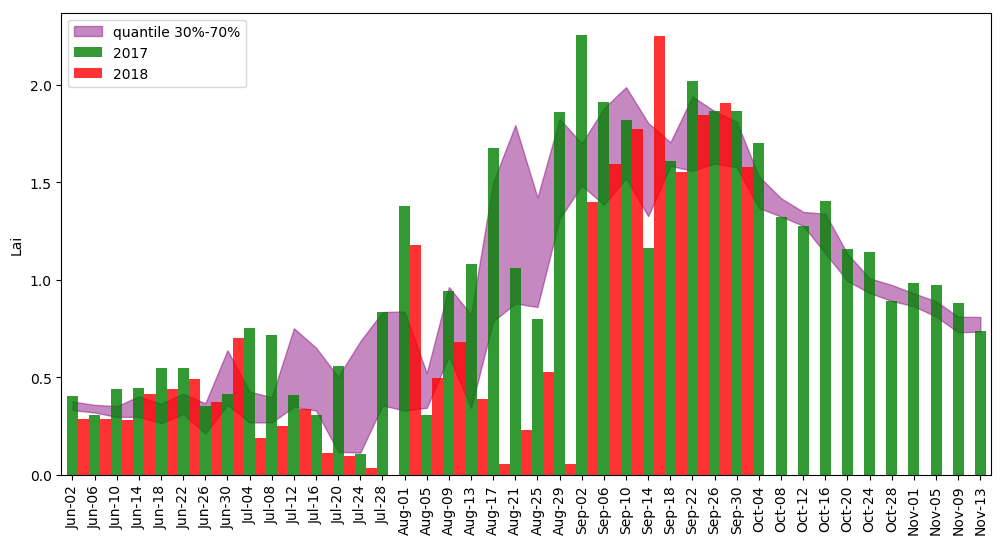 quantile 30%-70%
2017
2018
Lai
2.0
1.5
1.0
0.5
0.0
Jun-02
Jun-06
Jun-10
Jun-14
Jun-18
Jun-22
Jun-26
Jun-30
Jul-04
Jul-08
Jul-12
Jul-16
Jul-20
Jul-24
Jul-28
Aug-01
Aug-05
Aug-09
Aug-13
Aug-17
Aug-21
Aug-25
Aug-29
Sep-02
Sep-06
Sep-10
Sep-14
Sep-18
Sep-22
Sep-26
Sep-30
Oct-04
Oct-08
Oct-12
Oct-16
Oct-20
Oct-24
Oct-28
Nov-01
Nov-05
Nov-09
Nov-13